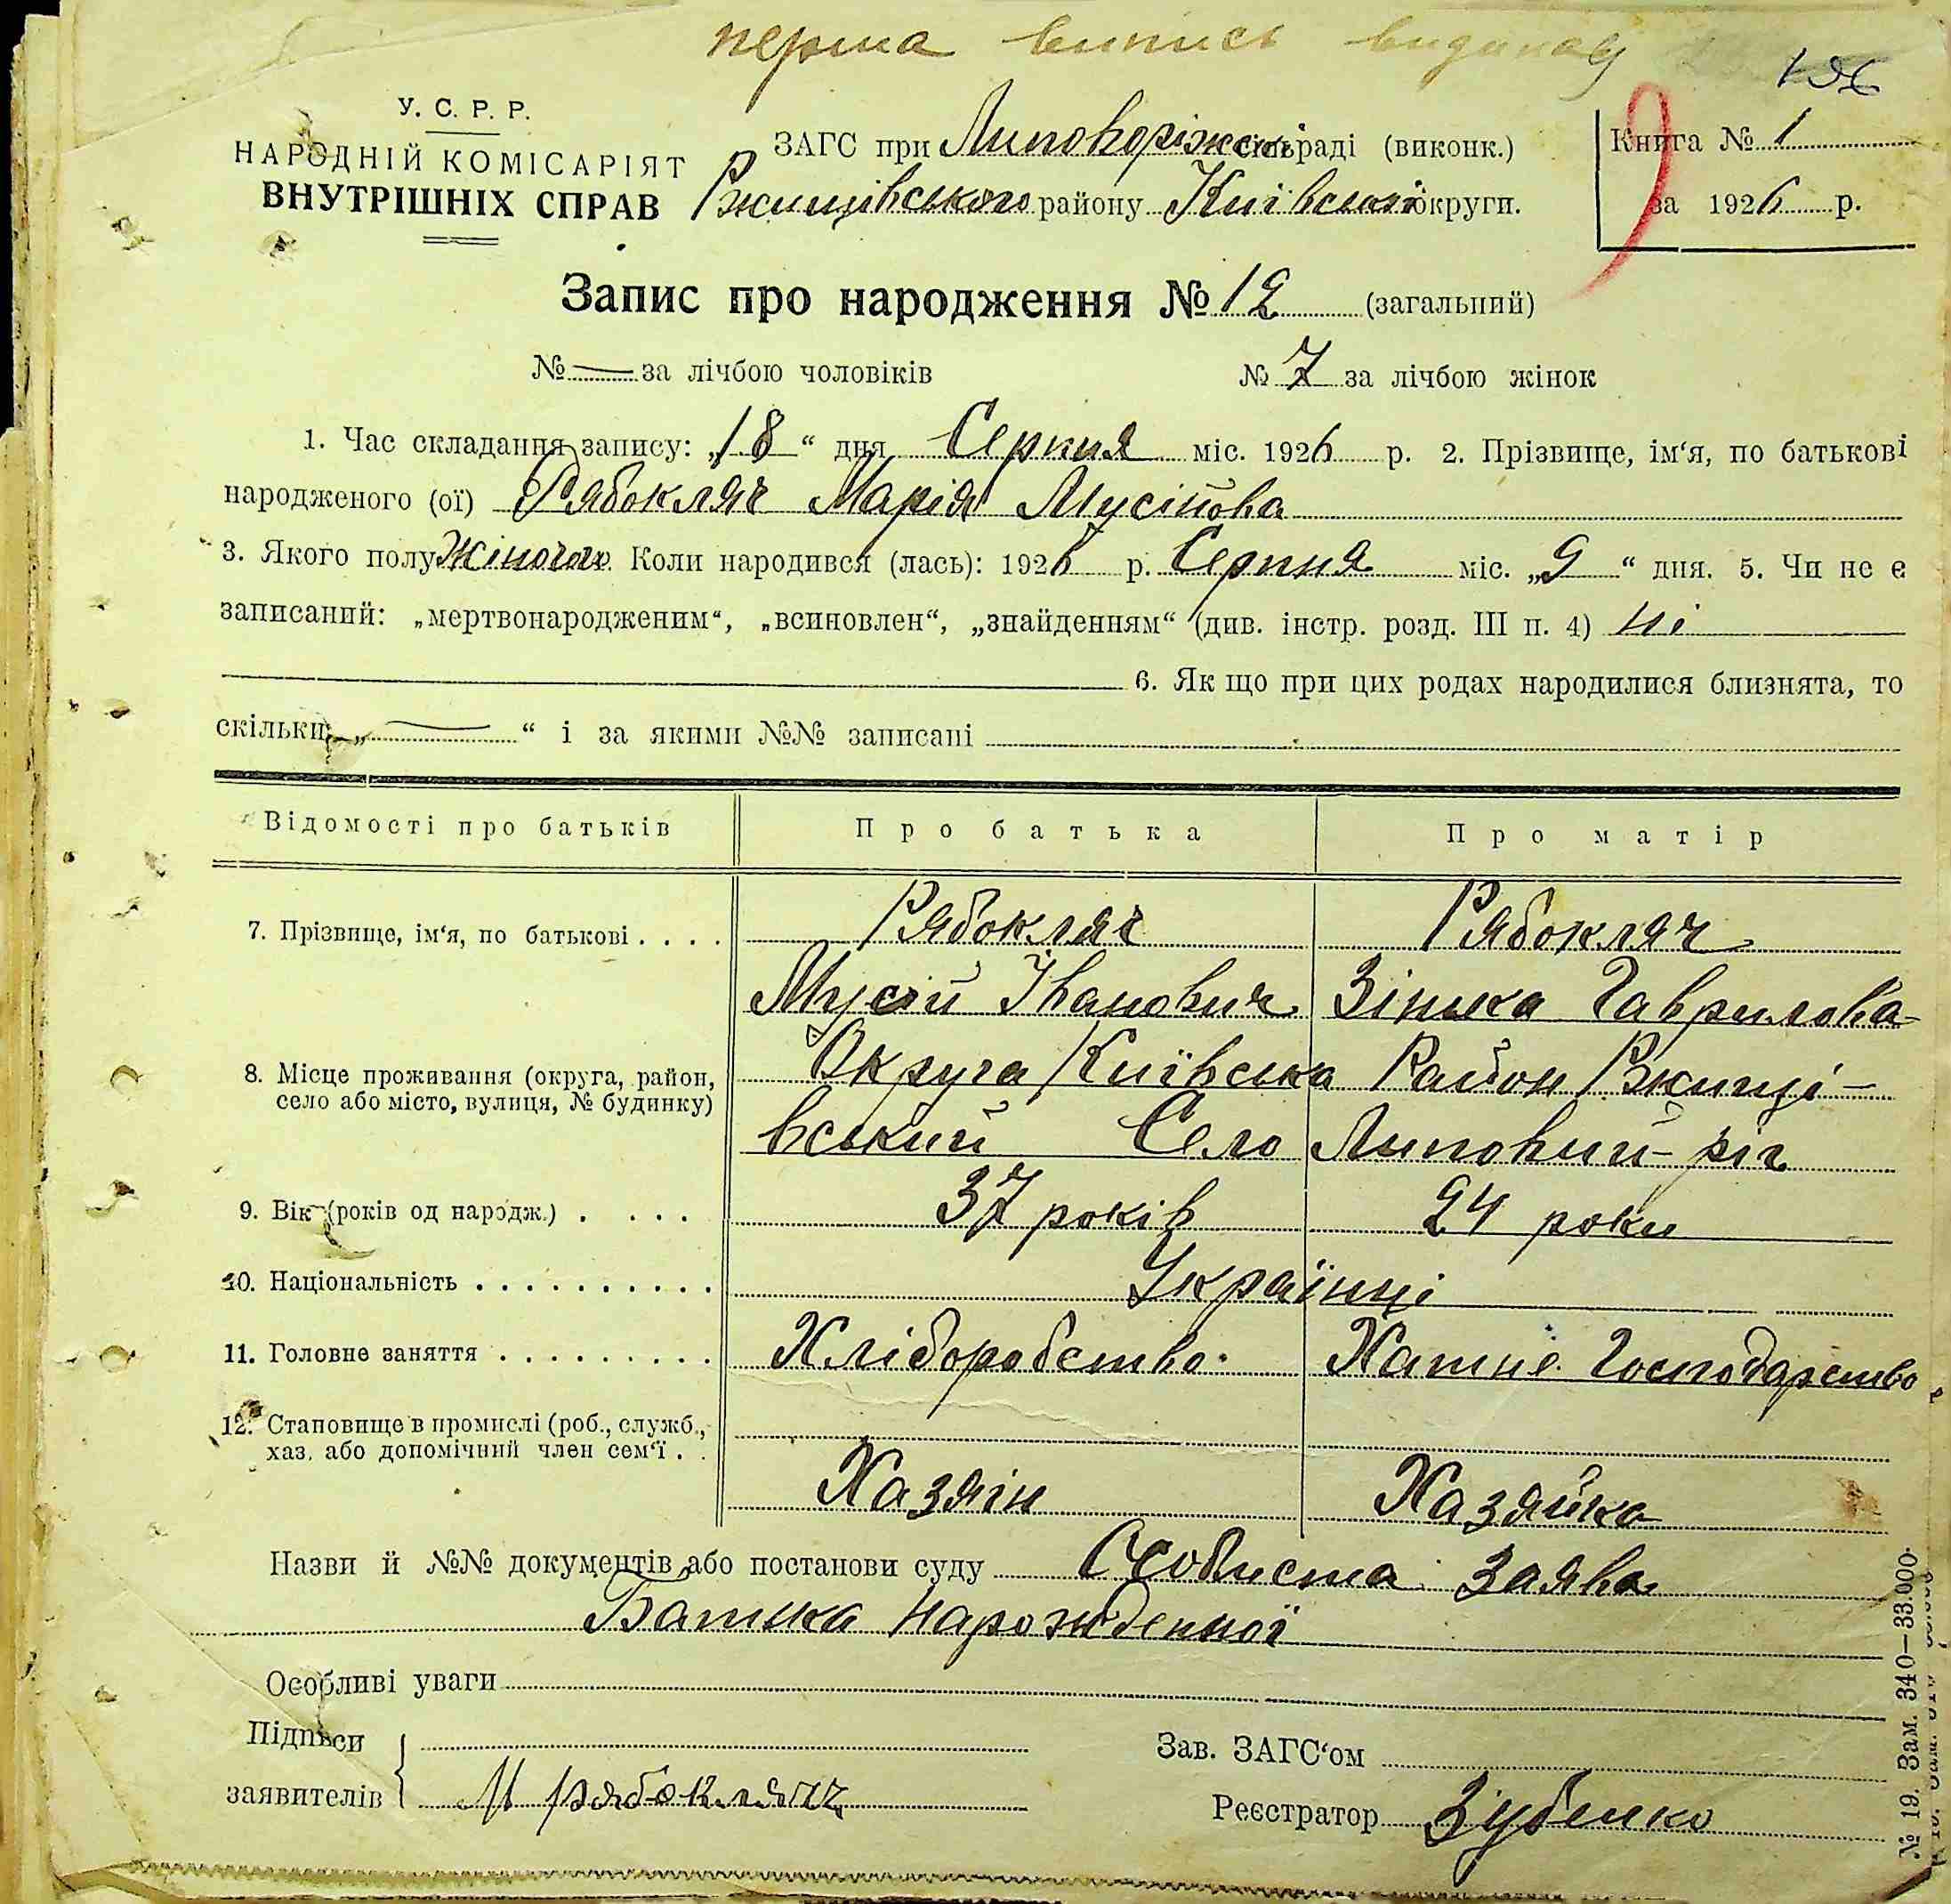 перша випись видана
196
У. С. Р. Р.
НАРОДНІЙ КОМІСАРІЯТ
ВНУТРІШНІХ СПРАВ
ЗАГС при Липоворіжській сільраді (виконк.)
Ржищівського району Київської округи.
Книга № 1
за 1926 р.
Запис про народження № 12 (загальний)
№ — за лічбою чоловіків № 7 за лічбою жінок
1. Час складання запису: „18“ дня Серпня міс. 1926 р. 2. Прізвище, ім‘я, по батькові
народженого (ої) Рябокляч Марія Мусіївна
3. Якого полу Жіночого Коли народився (лась): 1926 р. Серпня міс. „9“ дня. 5. Чи не є
записаний: „мертвонародженим“, „всиновлен“, „знайденням“ (див. інстр. розд. III п. 4) ні
6. Як що при цих родах народилися близнята, то
скільки: „—“ і за якими №№ записані
Відомості про батьків Про батька Про матір
7. Прізвище, ім‘я, по батькові . . . . Рябокляч Рябокляч
Мусій Іванович Зінька Гаврилова
8. Місце проживання (округа, район, село або місто, вулиця, № будинку) Округа Київська Район Ржищі-
вський Село Липовий-ріг
9. Вік (років од народж.) . . . . 37 років 24 роки
10. Національність . . . . . . . . . . Українці
11. Головне заняття . . . . . . . . . Хліборобство Хатнє Господарство
12. Становище в промислі (роб., служб.,
хаз. або допомічний член сем‘ї . .
Хазяін Хазяйка
Назви й №№ документів або постанови суду Особиста заява
Батька Нарожденної
Особливі уваги
Підписи
заявителів М Рябокляч
Зав. ЗАГС‘ом
Реєстратор Зубенко
№ 19. Зам. 340—33.000.